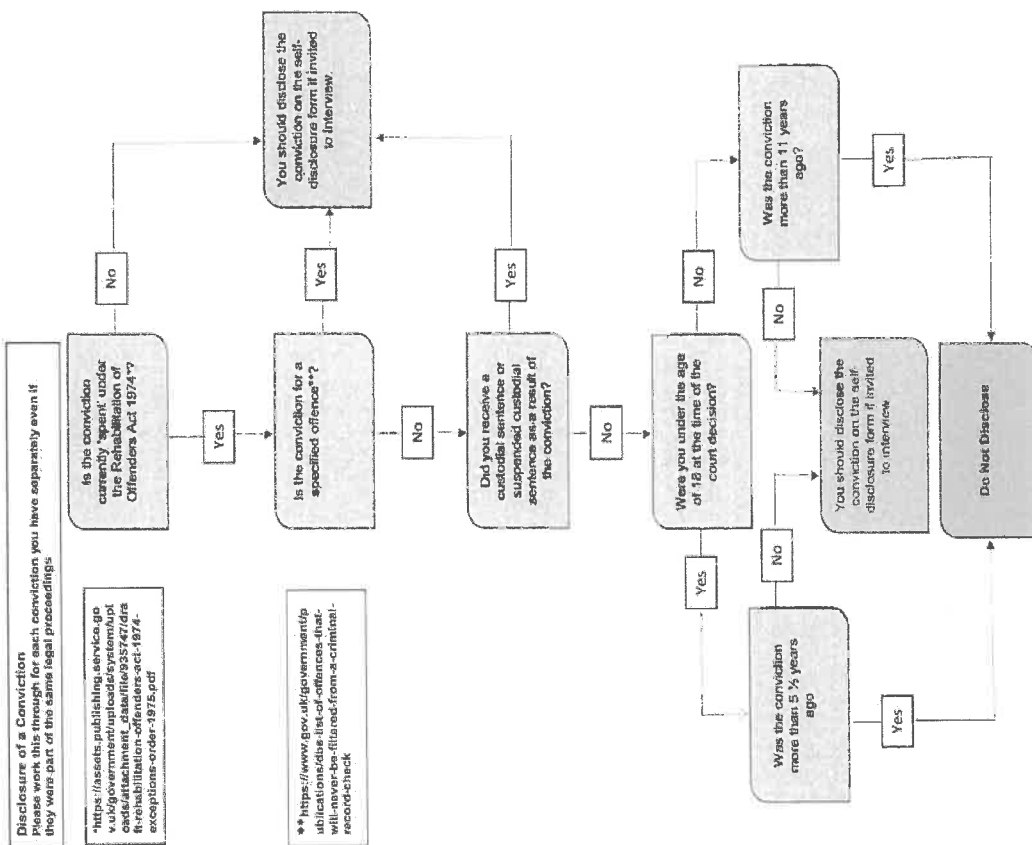 Disclosure of a Conviction
Please work this through for each conviction you have separately even if
they were part of the same legal proceedings
*https://assets.publishing.service.go
v.uk/government/uploads/system/upl
oads/attachment_data/file/935747/dra
ft-rehabilitation-offenders-act-1974-
exceptions-order-1975.pdf
Is the conviction
currently "spent under
the Rehabilitation of
Offenders Act 1974*?
No
Yes
You should disclose the
conviction on the self-
disclosure form if invited
to interview.
**https://www.gov.uk/government/p
ublications/dbs-list-of-offences-that-
will-never-be-filtered-from-a-criminal-
record-check
Is the conviction for a
specified offence**?
Yes
No
Did you receive a
custodial sentence or
suspended custodial
sentence as a result of
the conviction?
Yes
No
Were you under the age
of 18 at the time of the
court decision?
Yes
No
Was the conviction
more than 5 ½ years
ago
No
Yes
You should disclose the
conviction on the self-
disclosure form if invited
to interview
Was the conviction
more than 11 years
ago?
No
Yes
Do Not Disclose